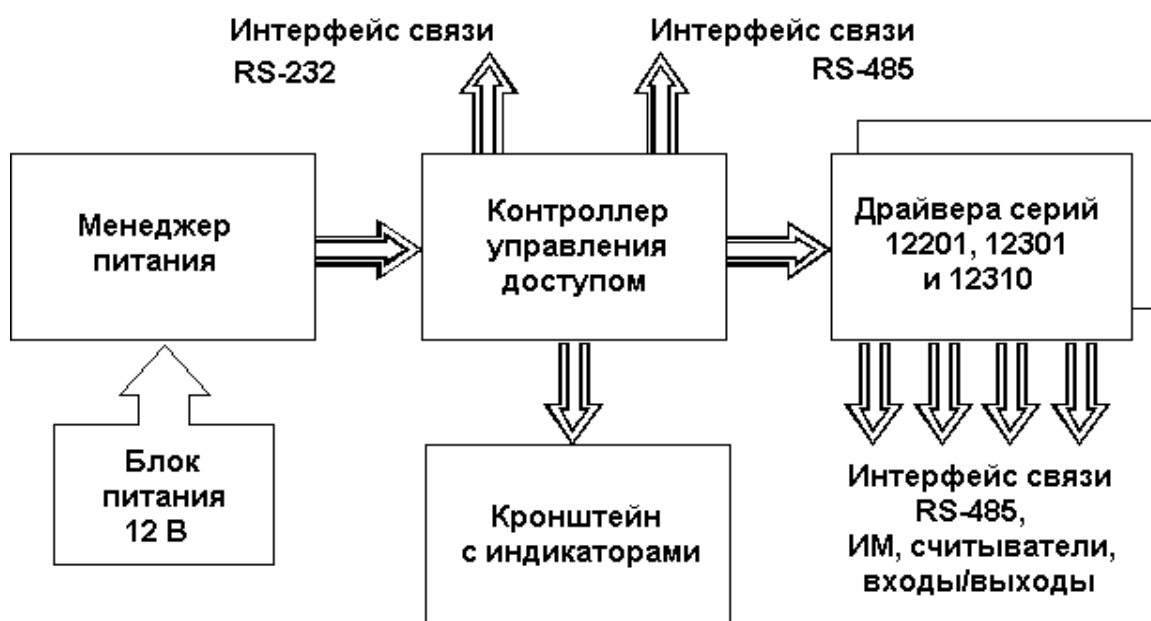 Интерфейс связи
RS-232
Интерфейс связи
RS-485
Менеджер
питания
Контроллер
управления
доступом
Драйвера серий
12201, 12301
и 12310
Блок
питания
12 В
Кронштейн
с индикаторами
Интерфейс связи
RS-485,
ИМ, считыватели,
входы/выходы